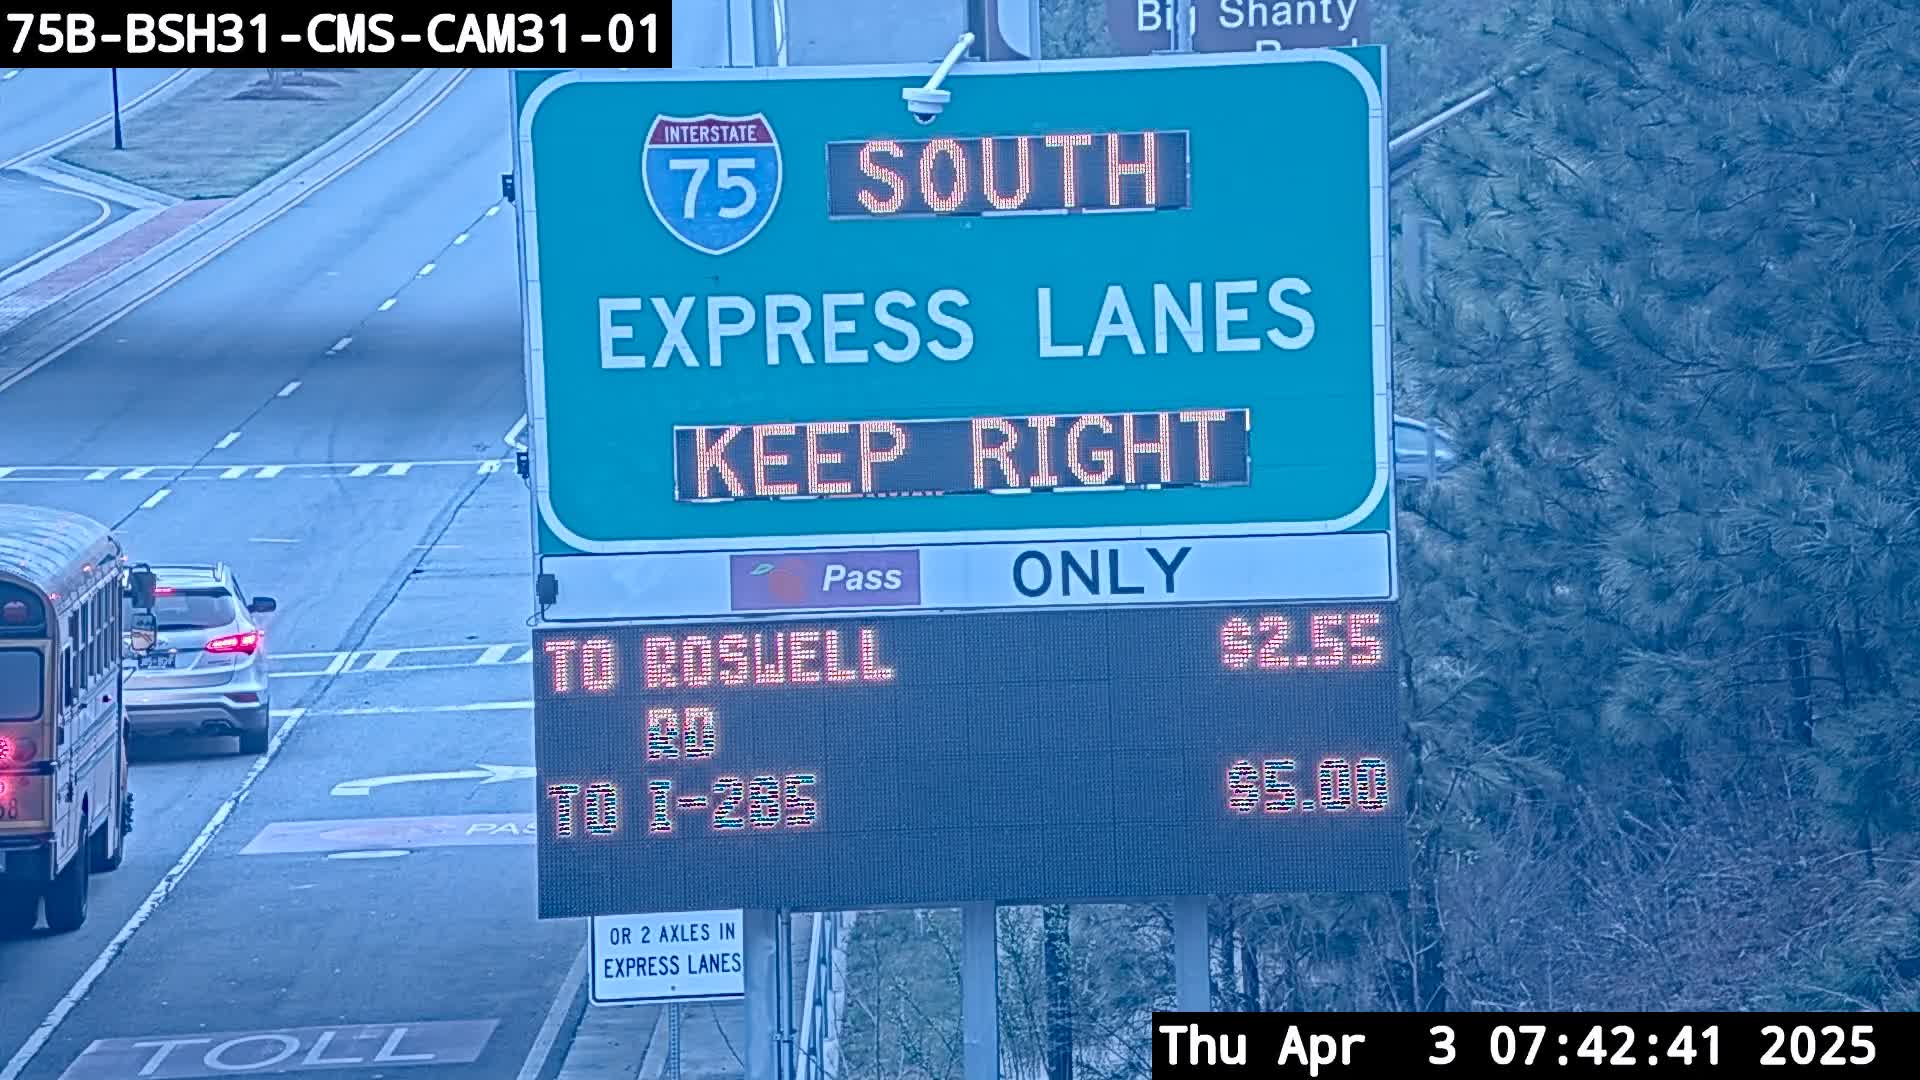 75B-BSH31-CMS-CAM31-01
Big Shanty
Road
INTERSTATE
75
SOUTH
EXPRESS LANES
KEEP RIGHT
Pass
ONLY
TO ROSWELL $2.55
RD
TO I-285 $5.00
OR 2 AXLES IN
EXPRESS LANES
TOLL
Thu Apr 3 07:42:41 2025